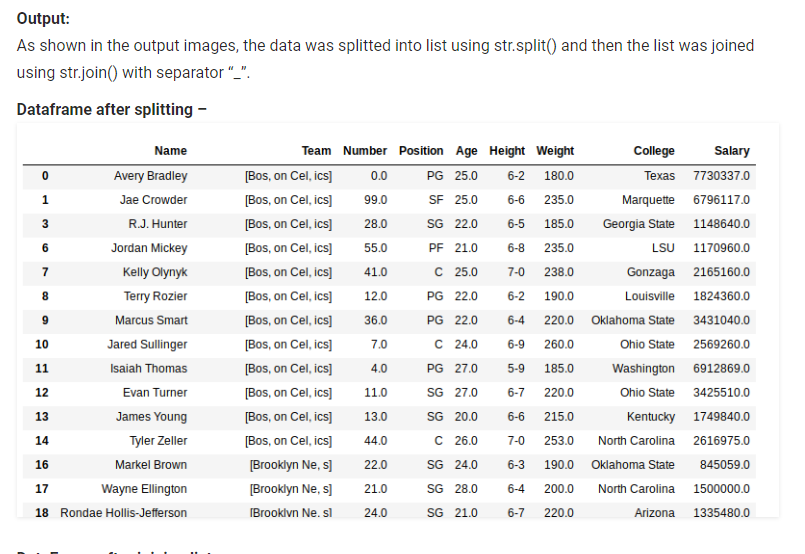 Output:
As shown in the output images, the data was splitted into list using str.split() and then the list was joined
using str.join() with separator “_”.
Dataframe after splitting –
Name Team Number Position Age Height Weight College Salary
0 Avery Bradley [Bos, on Cel, ics] 0.0 PG 25.0 6-2 180.0 Texas 7730337.0
1 Jae Crowder [Bos, on Cel, ics] 99.0 SF 25.0 6-6 235.0 Marquette 6796117.0
3 R.J. Hunter [Bos, on Cel, ics] 28.0 SG 22.0 6-5 185.0 Georgia State 1148640.0
6 Jordan Mickey [Bos, on Cel, ics] 55.0 PF 21.0 6-8 235.0 LSU 1170960.0
7 Kelly Olynyk [Bos, on Cel, ics] 41.0 C 25.0 7-0 238.0 Gonzaga 2165160.0
8 Terry Rozier [Bos, on Cel, ics] 12.0 PG 22.0 6-2 190.0 Louisville 1824360.0
9 Marcus Smart [Bos, on Cel, ics] 36.0 PG 22.0 6-4 220.0 Oklahoma State 3431040.0
10 Jared Sullinger [Bos, on Cel, ics] 7.0 C 24.0 6-9 260.0 Ohio State 2569260.0
11 Isaiah Thomas [Bos, on Cel, ics] 4.0 PG 27.0 5-9 185.0 Washington 6912869.0
12 Evan Turner [Bos, on Cel, ics] 11.0 SG 27.0 6-7 220.0 Ohio State 3425510.0
13 James Young [Bos, on Cel, ics] 13.0 SG 20.0 6-6 215.0 Kentucky 1749840.0
14 Tyler Zeller [Bos, on Cel, ics] 44.0 C 26.0 7-0 253.0 North Carolina 2616975.0
16 Markel Brown [Brooklyn Ne, s] 22.0 SG 24.0 6-3 190.0 Oklahoma State 845059.0
17 Wayne Ellington [Brooklyn Ne, s] 21.0 SG 28.0 6-4 200.0 North Carolina 1500000.0
18 Rondae Hollis-Jefferson [Brooklyn Ne, s] 24.0 SG 21.0 6-7 220.0 Arizona 1335480.0